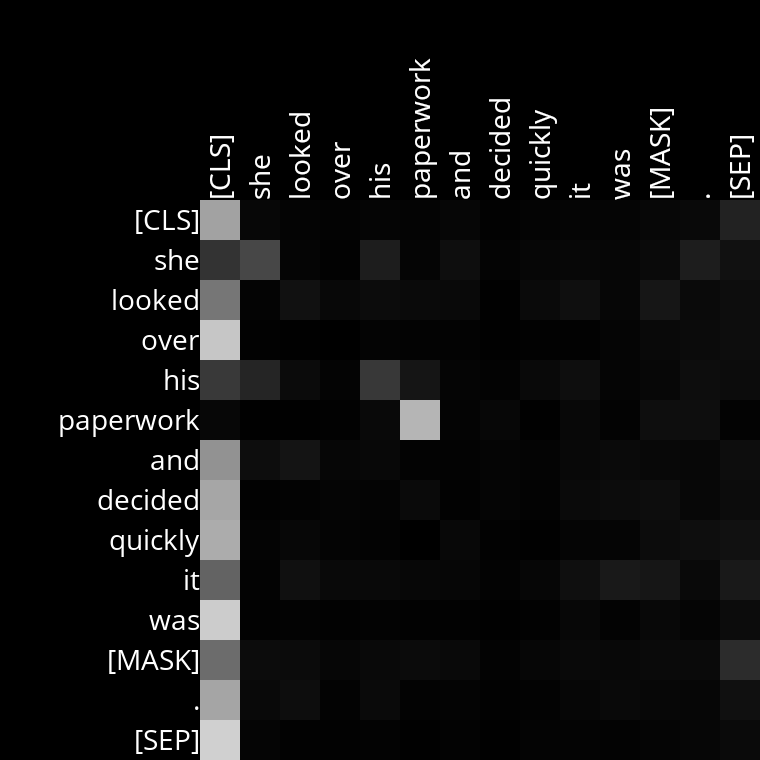 [CLS] she looked over his paperwork and decided quickly it was [MASK] . [SEP]
[CLS]
she
looked
over
his
paperwork
and
decided
quickly
it
was
[MASK]
.
[SEP]